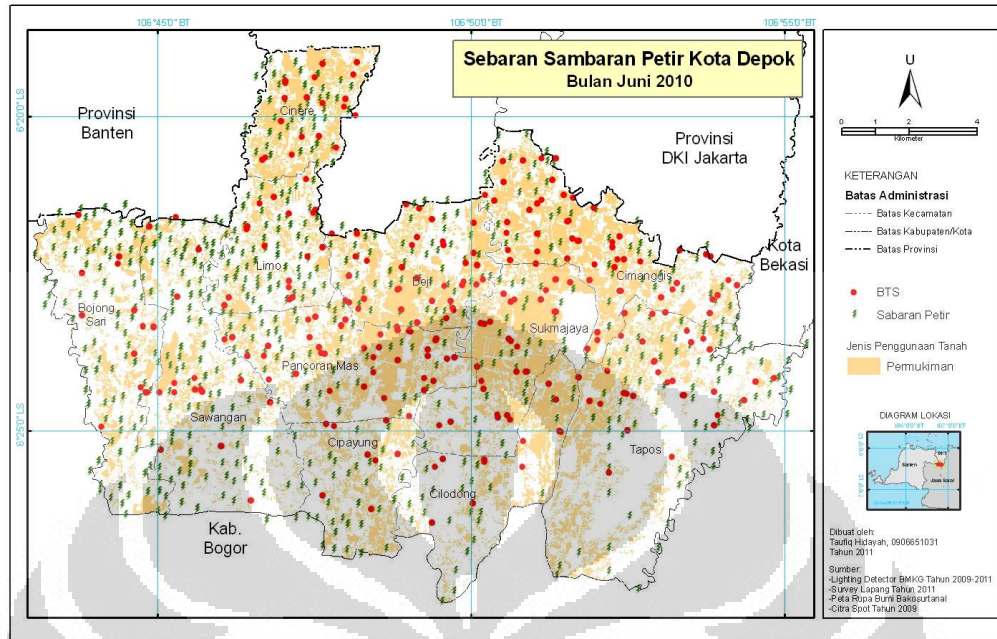 106°45'0" BT
106°50'0" BT
106°55'0" BT
Sebaran Sambaran Petir Kota Depok
Bulan Juni 2010
6°20'0" LS
6°25'0" LS
Provinsi
Banten
Provinsi
DKI Jakarta
Kota
Bekasi
Kab.
Bogor
Cinere
Limo
Beji
Cimanggis
Bojong
Sari
Sukmajaya
Pancoran Mas
Sawangan
Cipayung
Tapos
Cilodong
U
0 1 2 4
Kilometer
KETERANGAN
Batas Administrasi
Batas Kecamatan
Batas Kabupaten/Kota
Batas Provinsi
BTS
Sabaran Petir
Jenis Penggunaan Tanah
Permukiman
DIAGRAM LOKASI
Banten
Jawa Barat
Dibuat oleh:
Taufiq Hidayah, 0906651031
Tahun 2011
Sumber:
-Lighting Detector BMKG Tahun 2009-2011
-Survey Lapang Tahun 2011
-Peta Rupa Bumi Bakosurtanal
-Citra Spot Tahun 2009